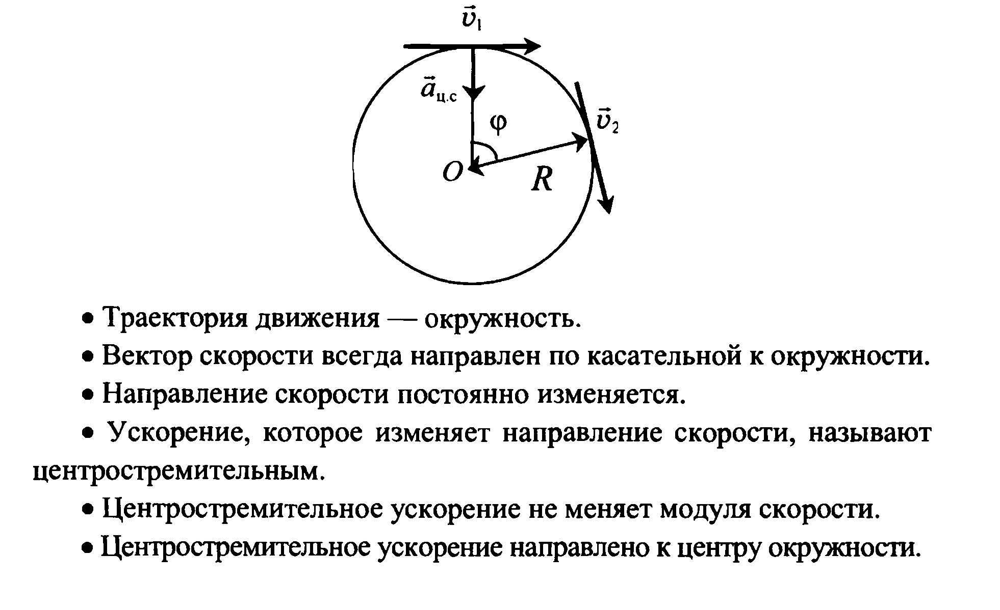 v⃗₁
a⃗ц.с
φ
v⃗₂
O
R
• Траектория движения — окружность.
• Вектор скорости всегда направлен по касательной к окружности.
• Направление скорости постоянно изменяется.
• Ускорение, которое изменяет направление скорости, называют
центростремительным.
• Центростремительное ускорение не меняет модуля скорости.
• Центростремительное ускорение направлено к центру окружности.